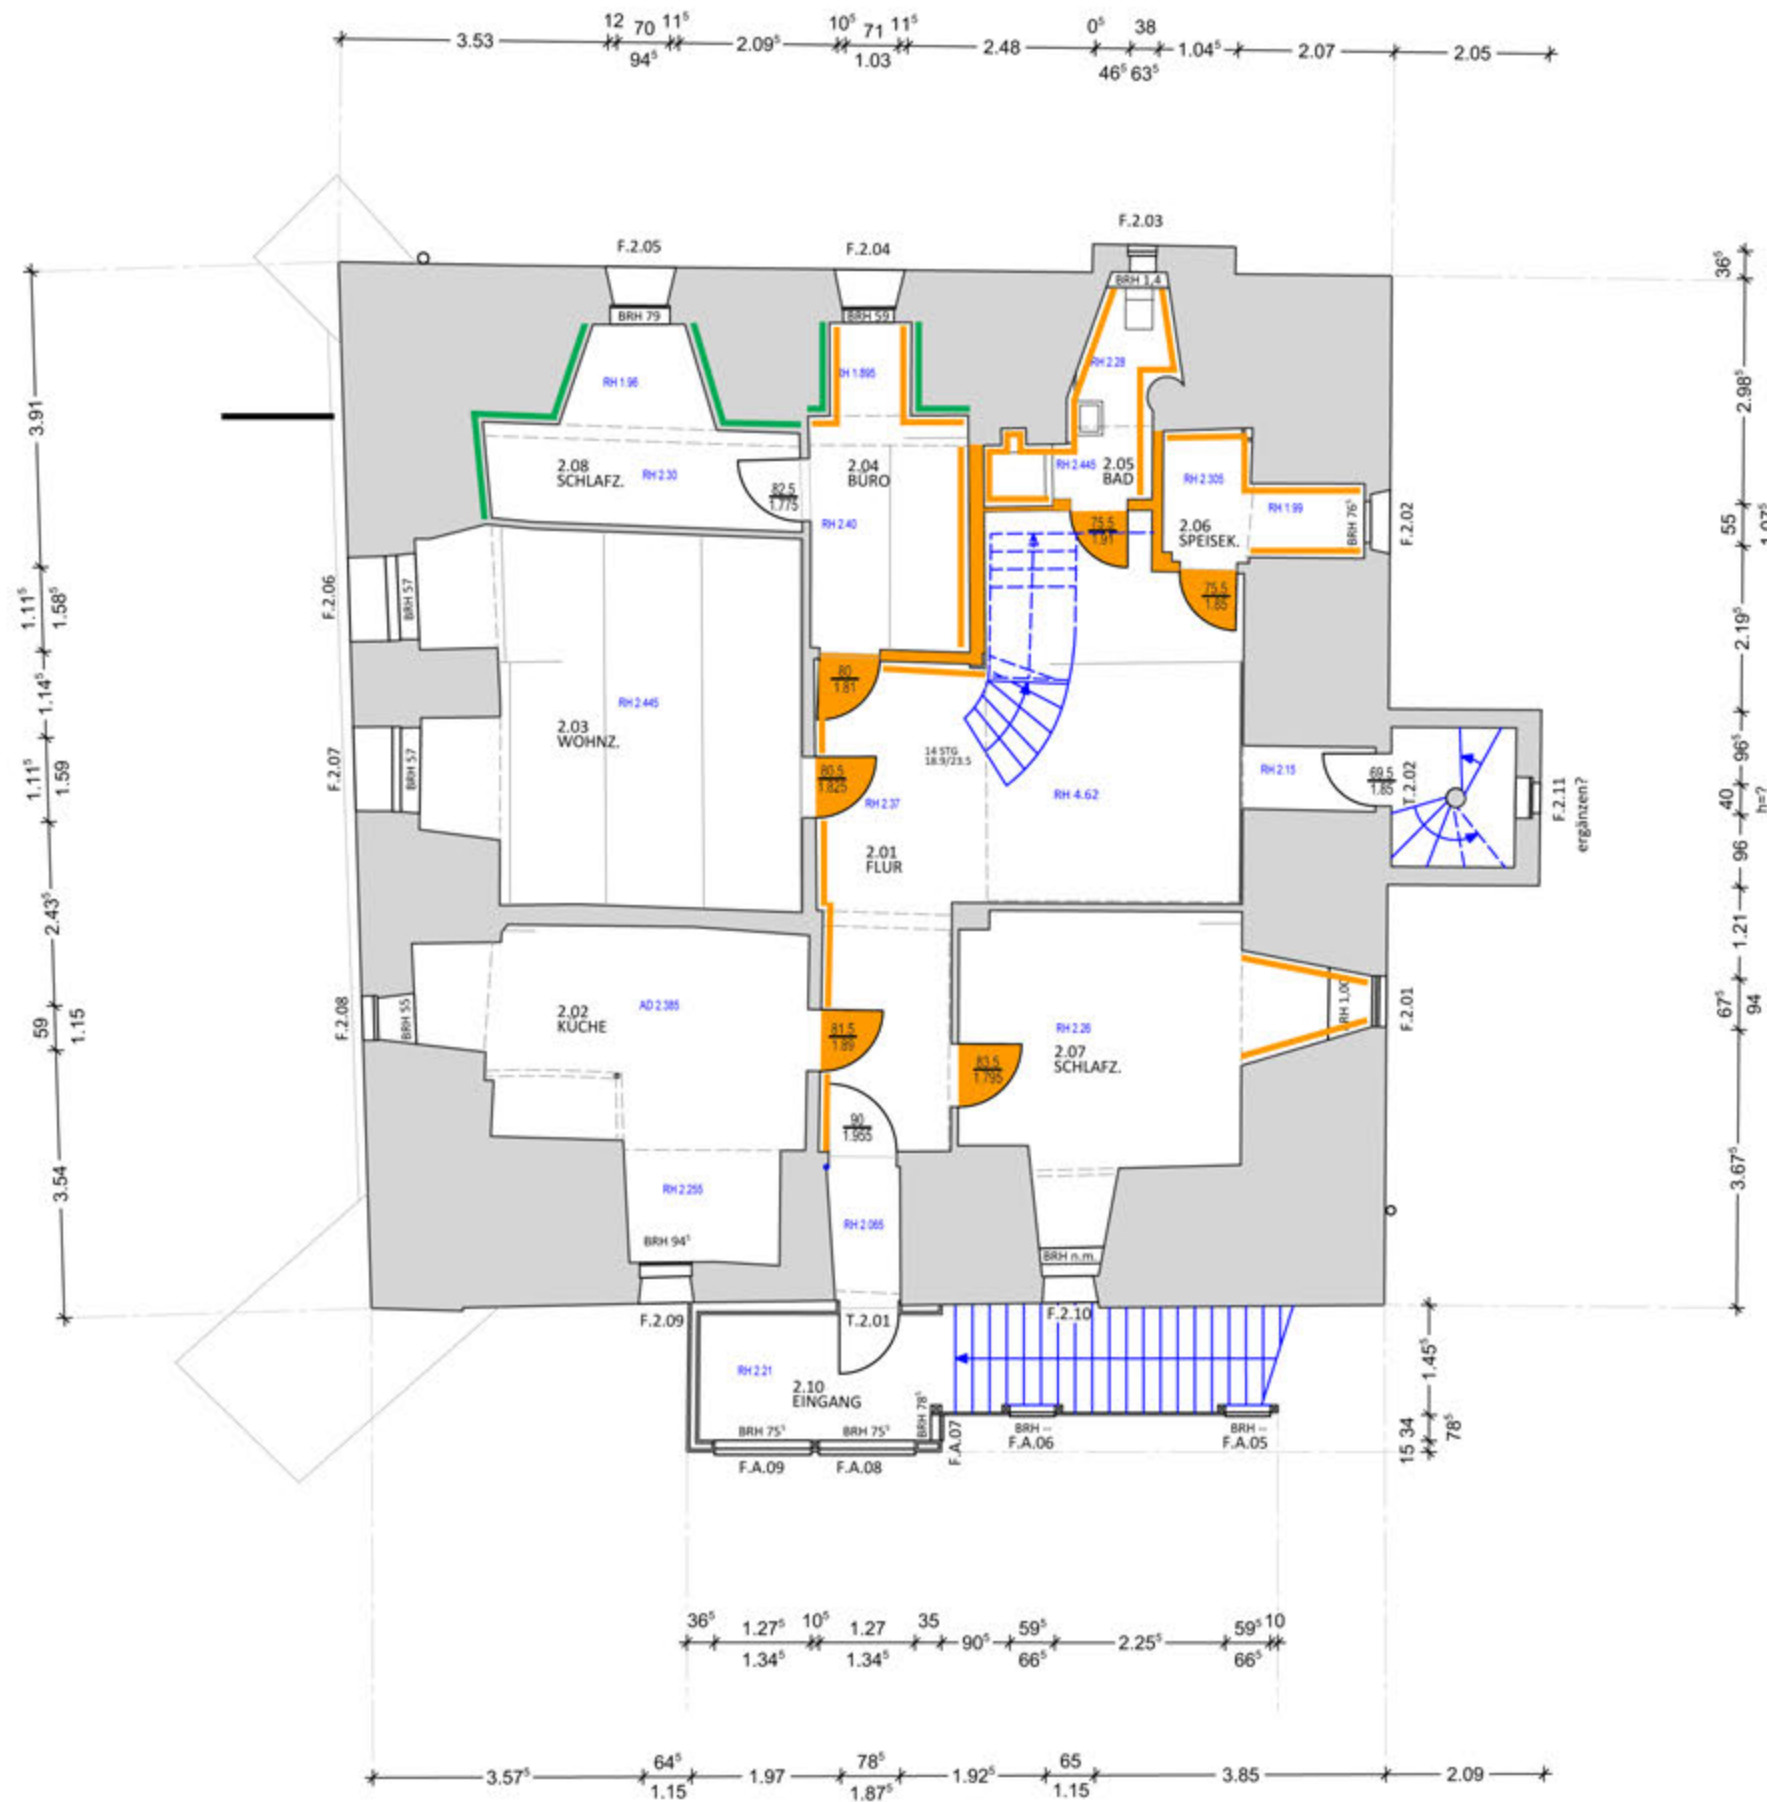 12 70 11⁵ 10⁵ 71 11⁵ 0⁵ 38
3.53 2.09⁵ 2.48 1.04⁵ 2.07 2.05
94⁵ 1.03 46⁵ 63⁵
F.2.03
F.2.05
F.2.04
BRH 1,4
BRH 79
BRH 59
36⁵
RH 1.96
RH 1.895
RH 2.28
3.91
2.98⁵
2.08
SCHLAFZ.
RH 2.30
82.5
1.775
2.04
BÜRO
RH 2.40
RH 2.445
2.05
BAD
RH 2.305
RH 1.99
BRH 76⁵
F.2.02
2.06
SPEISEK.
75.5
1.91
55
1.07⁵
75.5
1.85
F.2.06
BRH 57
1.11⁵
1.58⁵
2.19⁵
80
1.81
1.14⁵
2.03
WOHNZ.
RH 2.445
14 STG
18.9/23.5
F.2.07
BRH 57
1.11⁵
1.59
80.5
1.825
RH 2.37
RH 4.62
RH 2.15
69.5
1.85
T.2.02
F.2.11
ergänzen?
96⁵
40
h=?
96
2.01
FLUR
2.43⁵
1.21
F.2.08
BRH 55
59
1.15
2.02
KÜCHE
AD 2.385
81.5
1.89
RH 2.26
2.07
SCHLAFZ.
83.5
1.795
RH 1,00
F.2.01
67⁵
94
90
1.955
3.54
3.67⁵
RH 2.255
BRH 94⁵
RH 2.065
BRH n.m.
F.2.09
T.2.01
F.2.10
RH 2.21
2.10
EINGANG
BRH 75⁵
BRH 75⁵
BRH 78⁵
F.A.09
F.A.08
F.A.07
BRH --
F.A.06
BRH --
F.A.05
1.45⁵
15 34
78⁵
36⁵ 1.27⁵ 10⁵ 1.27 35 59⁵ 59⁵ 10
90⁵ 2.25⁵
1.34⁵ 1.34⁵ 66⁵ 66⁵
64⁵ 78⁵ 65
3.57⁵ 1.97 1.92⁵ 3.85 2.09
1.15 1.87⁵ 1.15